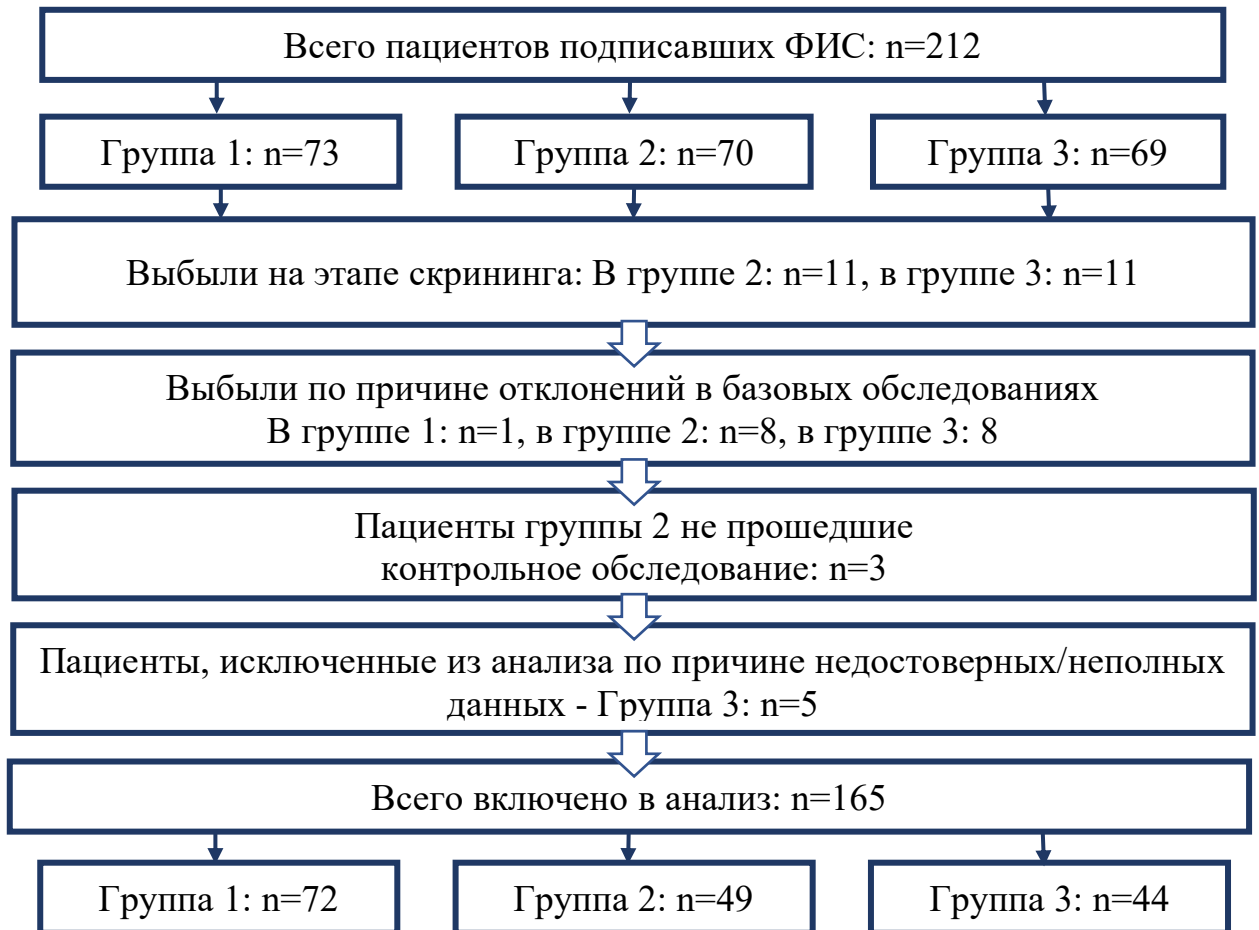 Всего пациентов подписавших ФИС: n=212
Группа 1: n=73
Группа 2: n=70
Группа 3: n=69
Выбыли на этапе скрининга: В группе 2: n=11, в группе 3: n=11
Выбыли по причине отклонений в базовых обследованиях
В группе 1: n=1, в группе 2: n=8, в группе 3: 8
Пациенты группы 2 не прошедшие
контрольное обследование: n=3
Пациенты, исключенные из анализа по причине недостоверных/неполных
данных - Группа 3: n=5
Всего включено в анализ: n=165
Группа 1: n=72
Группа 2: n=49
Группа 3: n=44